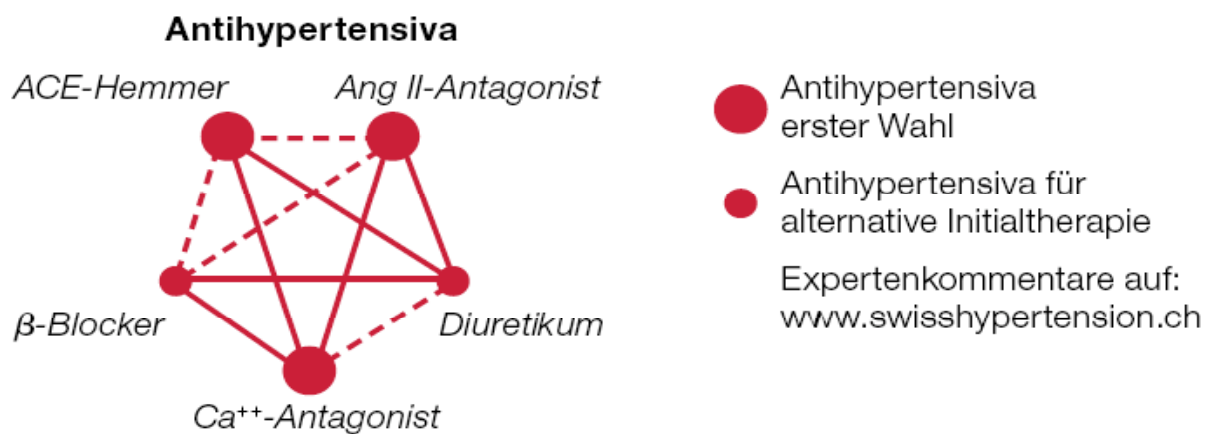 Antihypertensiva
ACE-Hemmer
Ang II-Antagonist
β-Blocker
Diuretikum
Ca⁺⁺-Antagonist
Antihypertensiva
erster Wahl
Antihypertensiva für
alternative Initialtherapie
Expertenkommentare auf:
www.swisshypertension.ch